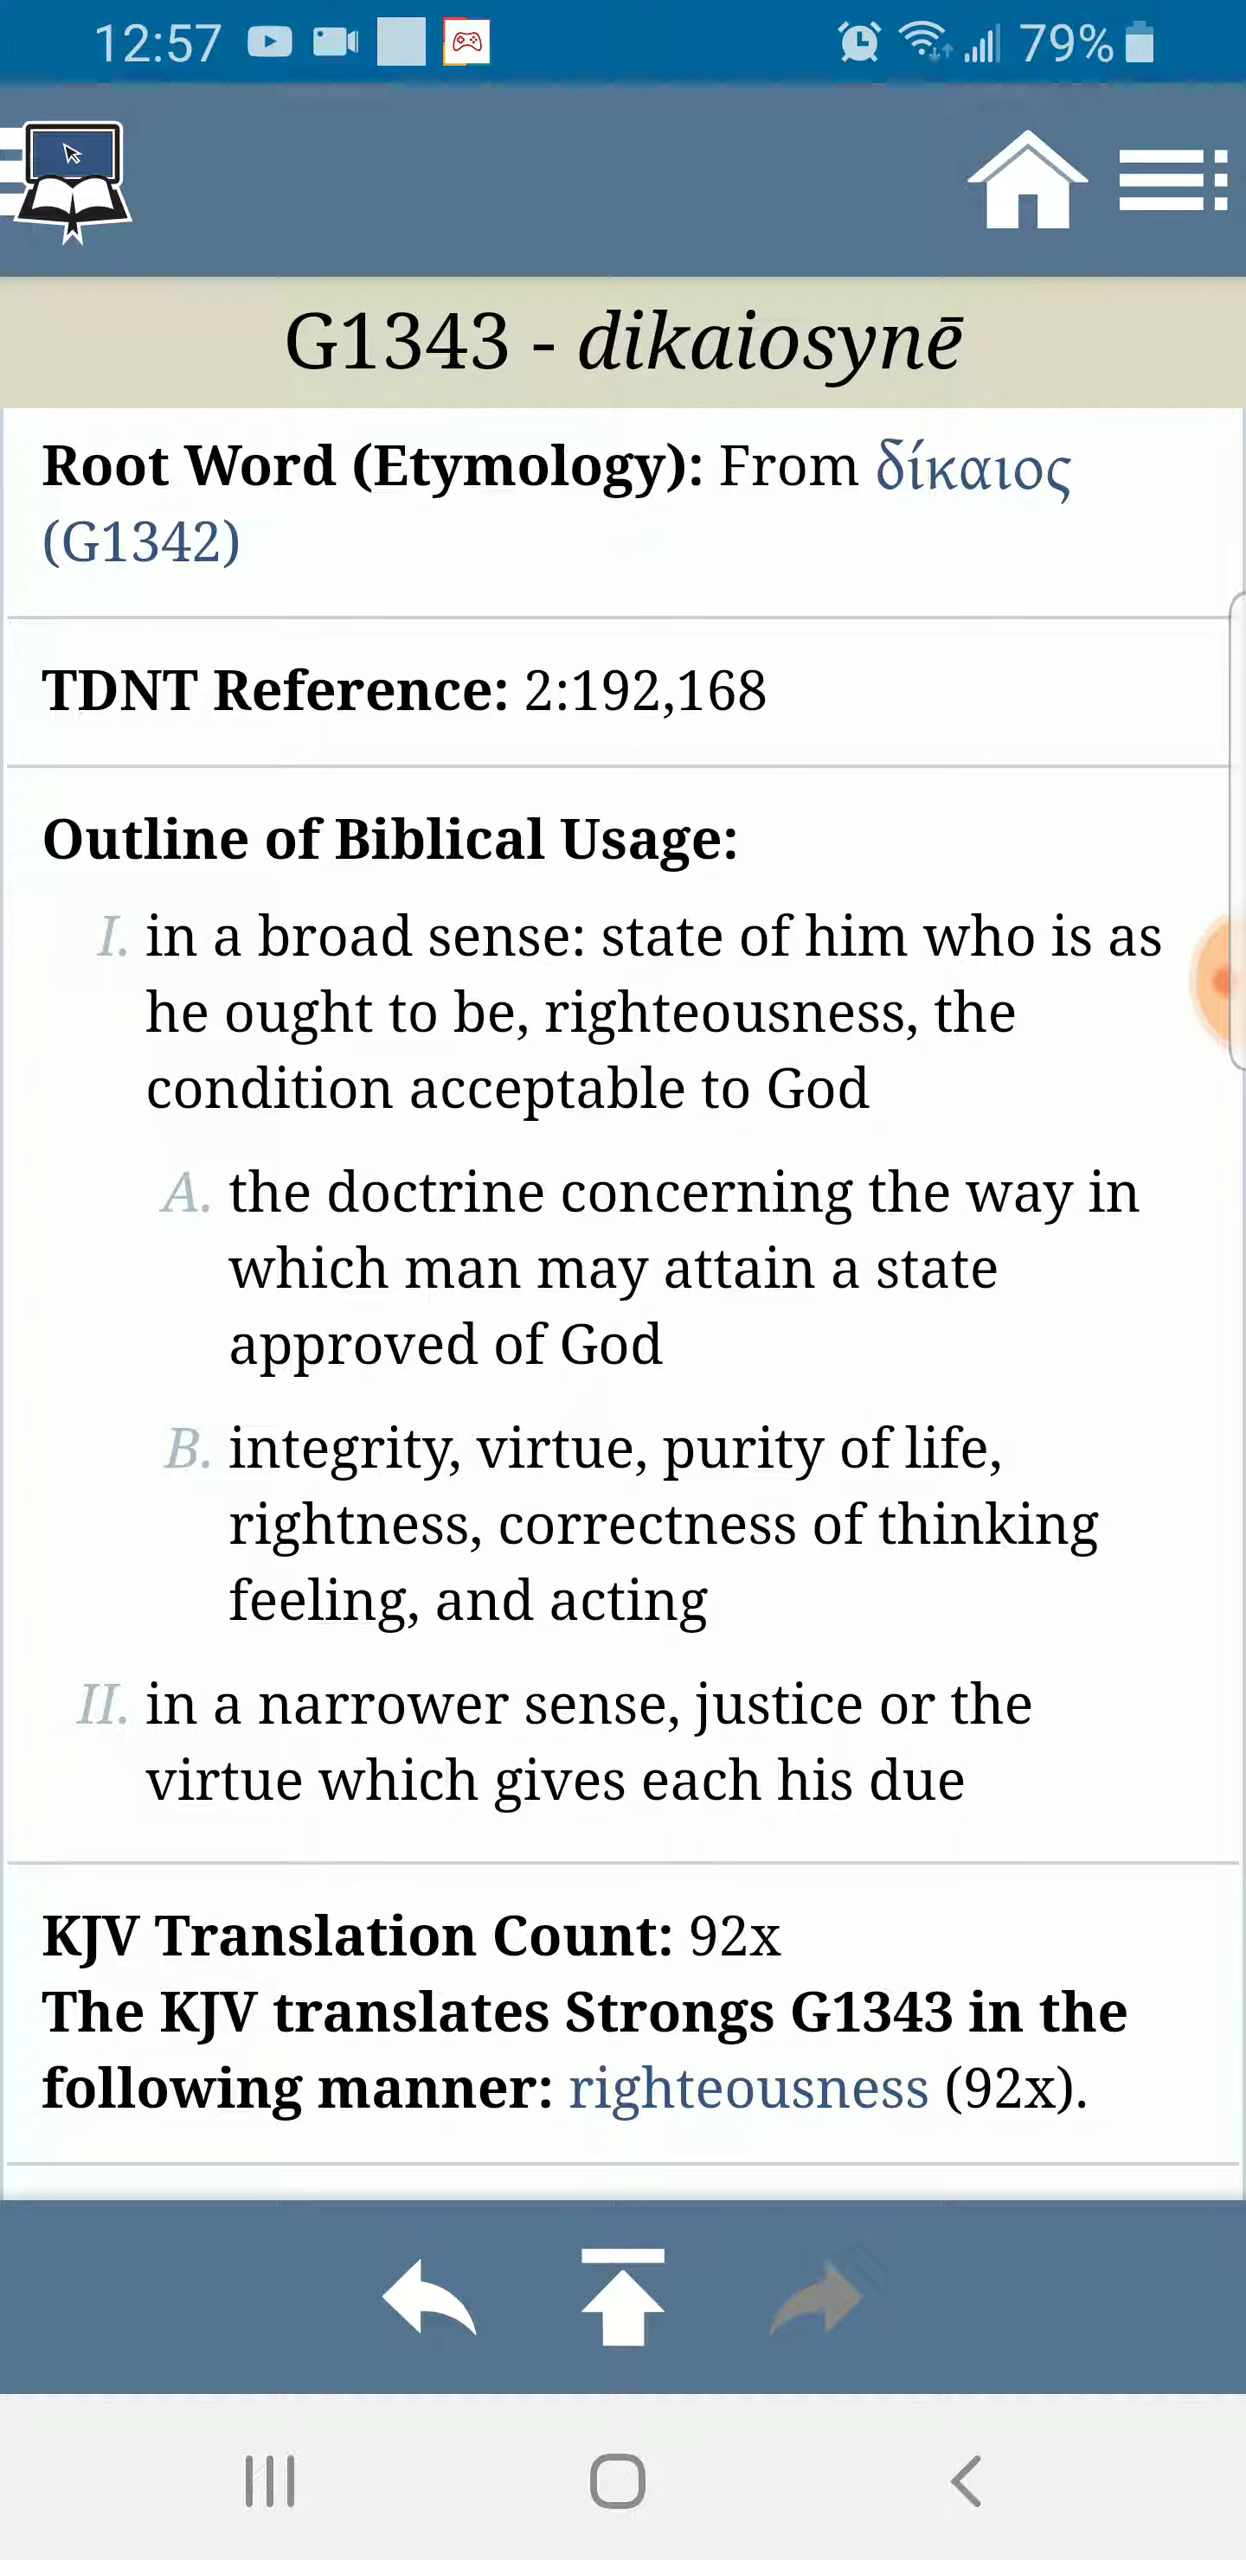 12:57
79%
G1343 - dikaiosynē
Root Word (Etymology): From δίκαιος
(G1342)
TDNT Reference: 2:192,168
Outline of Biblical Usage:
I. in a broad sense: state of him who is as
he ought to be, righteousness, the
condition acceptable to God
A. the doctrine concerning the way in
which man may attain a state
approved of God
B. integrity, virtue, purity of life,
rightness, correctness of thinking
feeling, and acting
II. in a narrower sense, justice or the
virtue which gives each his due
KJV Translation Count: 92x
The KJV translates Strongs G1343 in the
following manner: righteousness (92x).